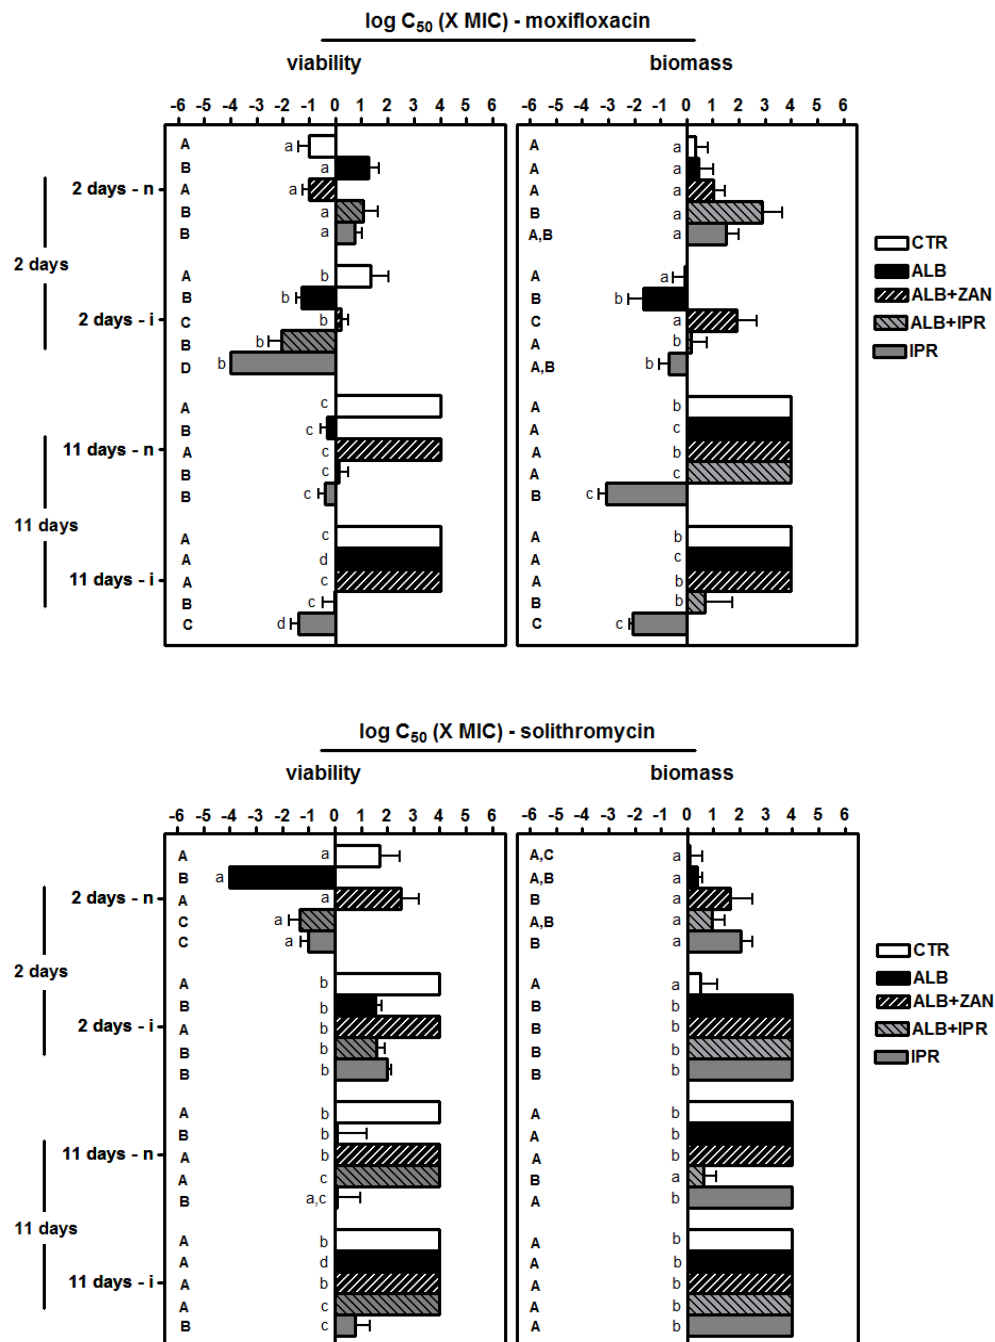 log C50 (X MIC) - moxifloxacin
viability biomass
-6 -5 -4 -3 -2 -1 0 1 2 3 4 5 6 -6 -5 -4 -3 -2 -1 0 1 2 3 4 5 6
A a A a
B a A a
2 days - n A a A a
B a B a
B a A,B a
CTR
ALB
ALB+ZAN
ALB+IPR
IPR
2 days
A b A a
B b B b
2 days - i C b C a
B b A b
D b A,B b
A c A b
B c A c
11 days - n A c A b
B c A c
B c B c
11 days
A c A b
A d A c
11 days - i A c A b
B c B b
C d C c
log C50 (X MIC) - solithromycin
viability biomass
-6 -5 -4 -3 -2 -1 0 1 2 3 4 5 6 -6 -5 -4 -3 -2 -1 0 1 2 3 4 5 6
A a A,C a
B a A,B a
2 days - n A a B a
C a A,B a
C a B a
CTR
ALB
ALB+ZAN
ALB+IPR
IPR
2 days
A b A a
B b B b
2 days - i A b B b
B b B b
B b B b
A b A b
B b A b
11 days - n A b A b
A c B a
B a,c A b
11 days
A b A b
A d A b
11 days - i A b A b
A c A b
B c A b